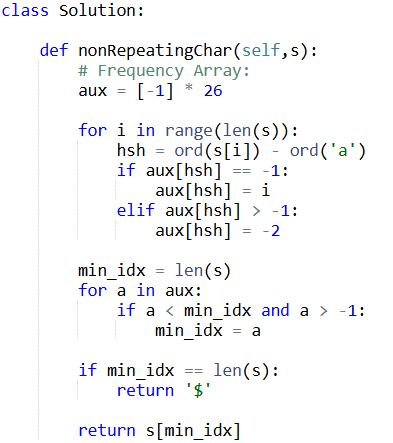 class Solution:
    def nonRepeatingChar(self,s):
        # Frequency Array:
        aux = [-1] * 26
        for i in range(len(s)):
            hsh = ord(s[i]) - ord('a')
            if aux[hsh] == -1:
                aux[hsh] = i
            elif aux[hsh] > -1:
                aux[hsh] = -2
        min_idx = len(s)
        for a in aux:
            if a < min_idx and a > -1:
                min_idx = a
        if min_idx == len(s):
            return '$'
        return s[min_idx]